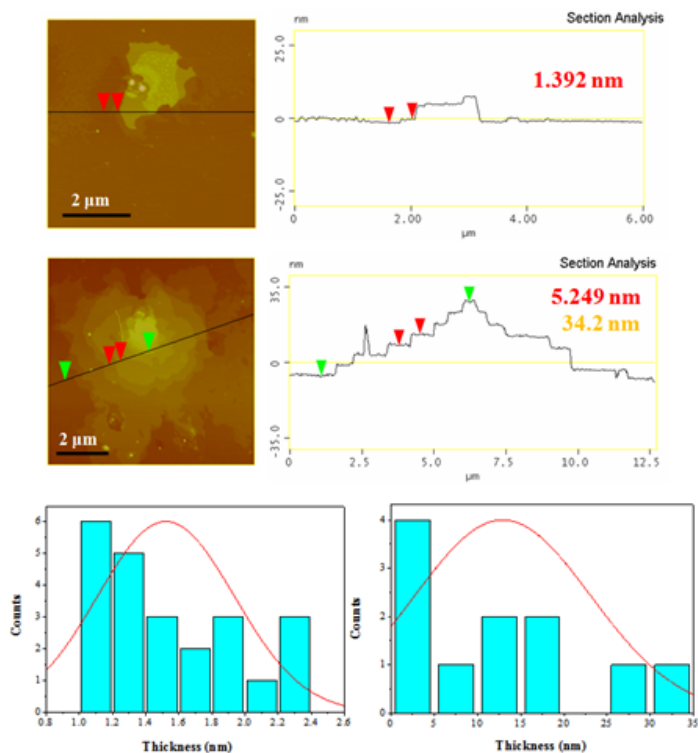 Section Analysis
nm
25.0
0
-25.0
1.392 nm
2 μm
0
2.00
4.00
6.00
μm
Section Analysis
nm
35.0
0
-35.0
5.249 nm
34.2 nm
2 μm
0
2.5
5.0
7.5
10.0
12.5
μm
Counts
6
5
4
3
2
1
0
0.8 1.0 1.2 1.4 1.6 1.8 2.0 2.2 2.4 2.6
Thickness (nm)
Counts
4
3
2
1
0
0 5 10 15 20 25 30 35
Thickness (nm)